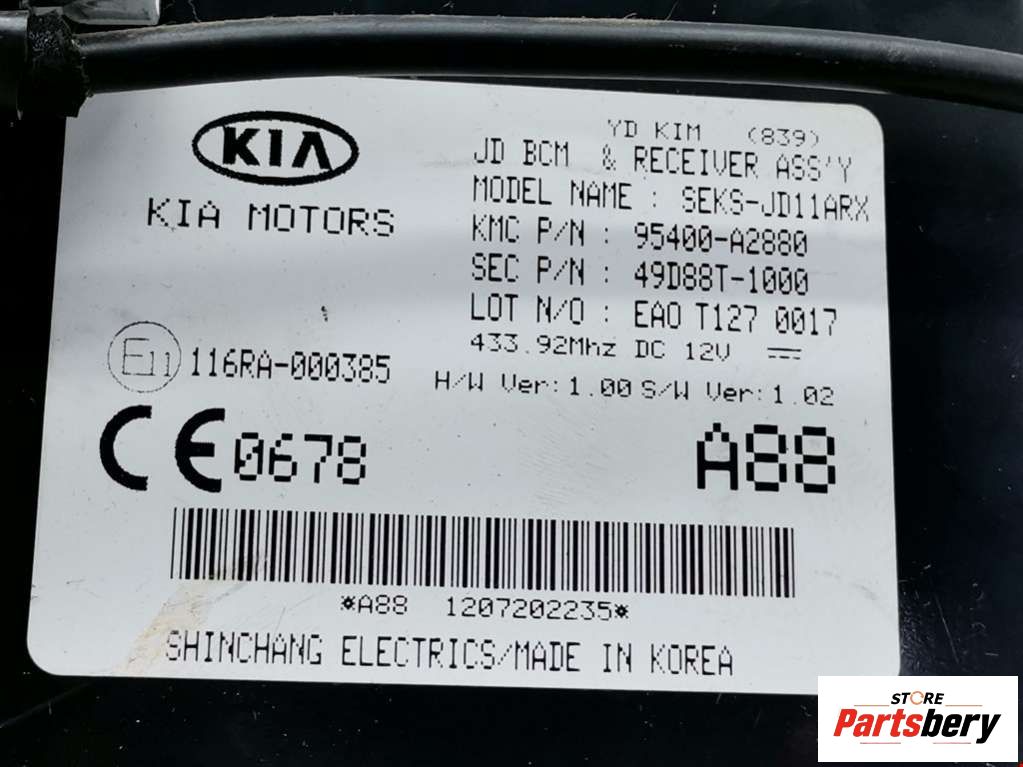 KIA
KIA MOTORS
YD KIM (839)
JD BCM & RECEIVER ASS'Y
MODEL NAME : SEKS-JD11ARX
KMC P/N : 95400-A2880
SEC P/N : 49D88T-1000
LOT N/O : EAO T127 0017
433.92Mhz DC 12V
H/W Ver:1.00 S/W Ver:1.02
E11 116RA-000385
CE0678
A88
*A88 1207202235*
SHINCHANG ELECTRICS/MADE IN KOREA
STORE
Partsbery